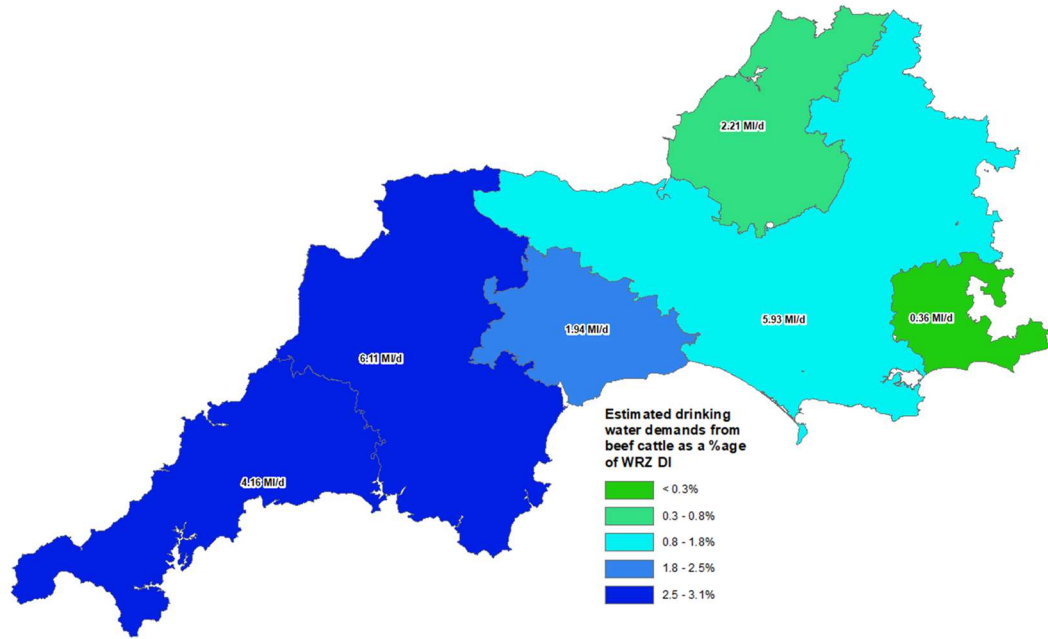 2.21 Ml/d
0.36 Ml/d
5.93 Ml/d
1.94 Ml/d
6.11 Ml/d
4.16 Ml/d
Estimated drinking
water demands from
beef cattle as a %age
of WRZ DI
< 0.3%
0.3 - 0.8%
0.8 - 1.8%
1.8 - 2.5%
2.5 - 3.1%